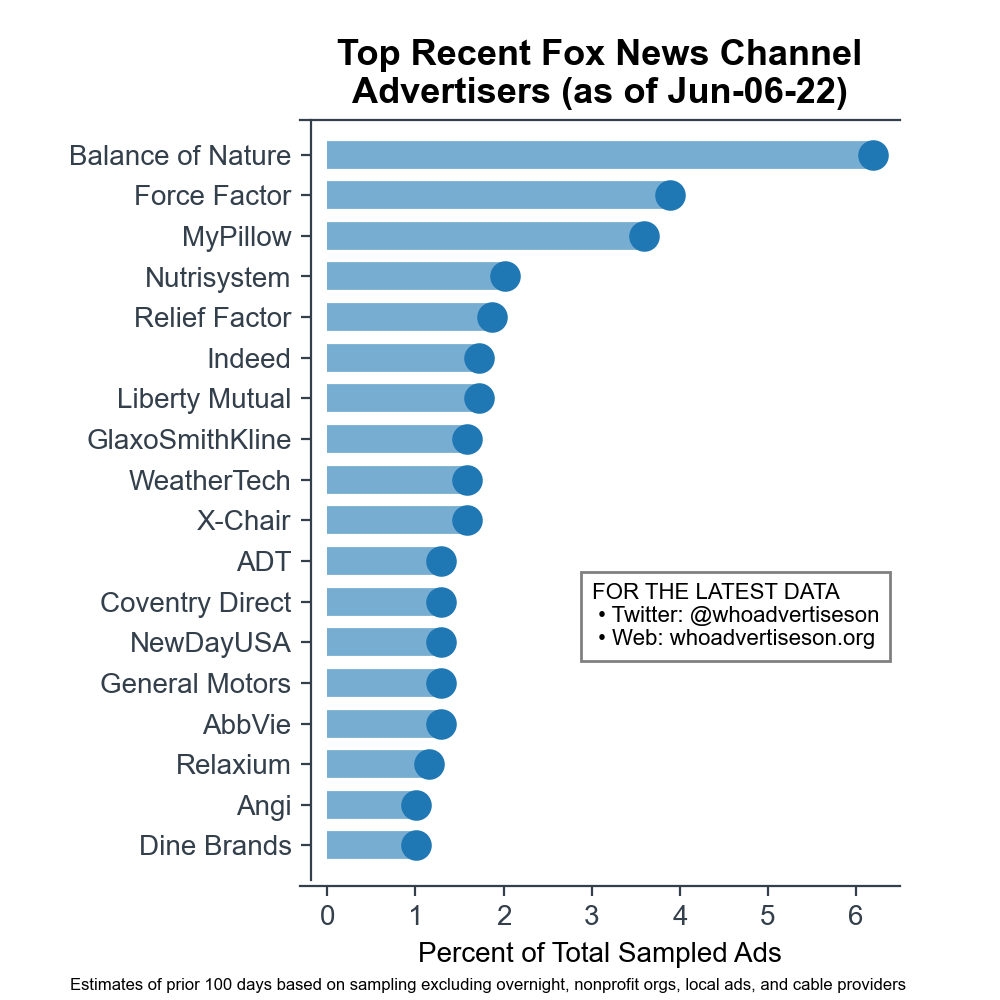 Top Recent Fox News Channel
Advertisers (as of Jun-06-22)
Balance of Nature
Force Factor
MyPillow
Nutrisystem
Relief Factor
Indeed
Liberty Mutual
GlaxoSmithKline
WeatherTech
X-Chair
ADT
Coventry Direct
NewDayUSA
General Motors
AbbVie
Relaxium
Angi
Dine Brands
FOR THE LATEST DATA
• Twitter: @whoadvertiseson
• Web: whoadvertiseson.org
0 1 2 3 4 5 6
Percent of Total Sampled Ads
Estimates of prior 100 days based on sampling excluding overnight, nonprofit orgs, local ads, and cable providers